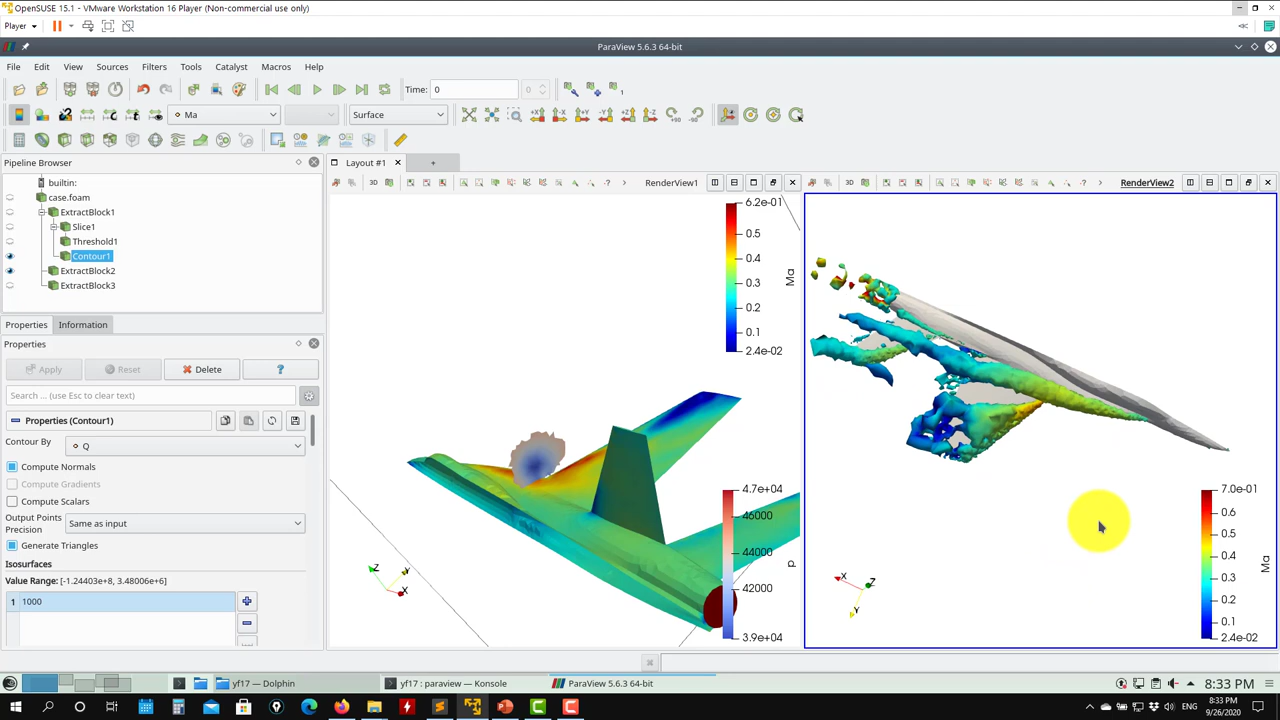 OpenSUSE 15.1 - VMware Workstation 16 Player (Non-commercial use only)
Player
ParaView 5.6.3 64-bit
File Edit View Sources Filters Tools Catalyst Macros Help
Time: 0 0
1
Ma Surface
+X -X +Y -Y +Z -Z +90 -90
Pipeline Browser
builtin:
case.foam
ExtractBlock1
Slice1
Threshold1
Contour1
ExtractBlock2
ExtractBlock3
Properties Information
Properties
Apply Reset Delete ?
Search ... (use Esc to clear text)
Properties (Contour1)
Contour By Q
Compute Normals
Compute Gradients
Compute Scalars
Output Points
Precision Same as input
Generate Triangles
Isosurfaces
Value Range: [-1.24403e+8, 3.48006e+6]
1 1000
Layout #1 +
3D RenderView1
6.2e-01
0.5
0.4
0.3
0.2
0.1
2.4e-02
Ma
4.7e+04
46000
44000
42000
3.9e+04
p
Z Y X
3D RenderView2
7.0e-01
0.6
0.5
0.4
0.3
0.2
0.1
2.4e-02
Ma
X Z Y
yf17 — Dolphin yf17 : paraview — Konsole ParaView 5.6.3 64-bit 8:33 PM
8:33 PM
9/26/2020